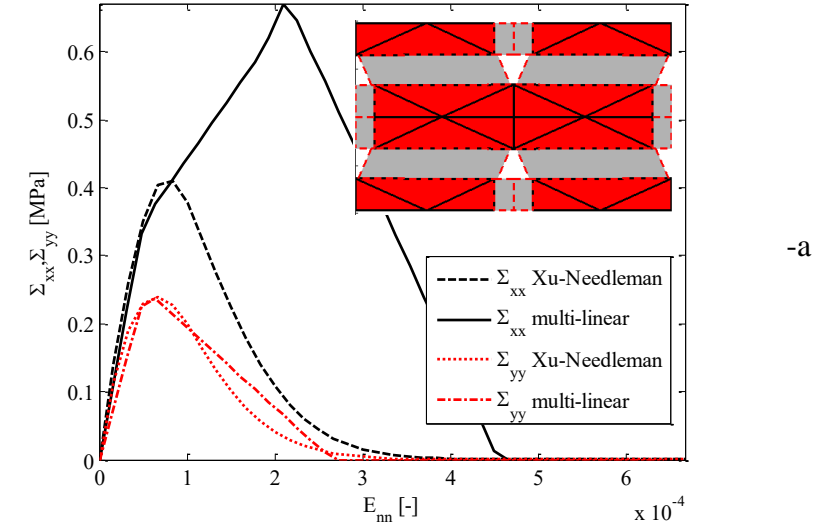 0.6
0.5
0.4
0.3
0.2
0.1
0
Σxx,Σyy [MPa]
-a
Σxx Xu-Needleman
Σxx multi-linear
Σyy Xu-Needleman
Σyy multi-linear
0 1 2 3 4 5 6
Enn [-]
x 10-4